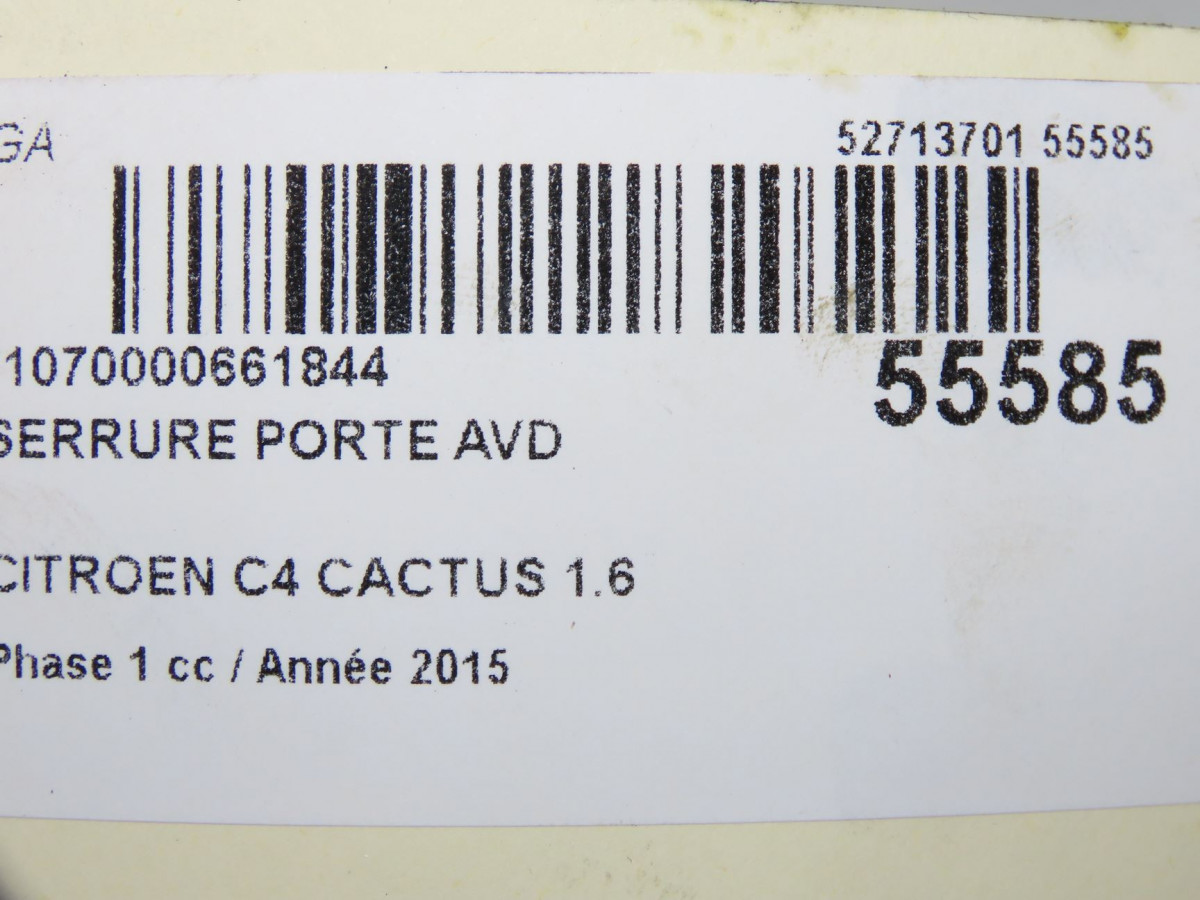 GA
52713701 55585
1070000661844
55585
SERRURE PORTE AVD
CITROEN C4 CACTUS 1.6
Phase 1 cc / Année 2015